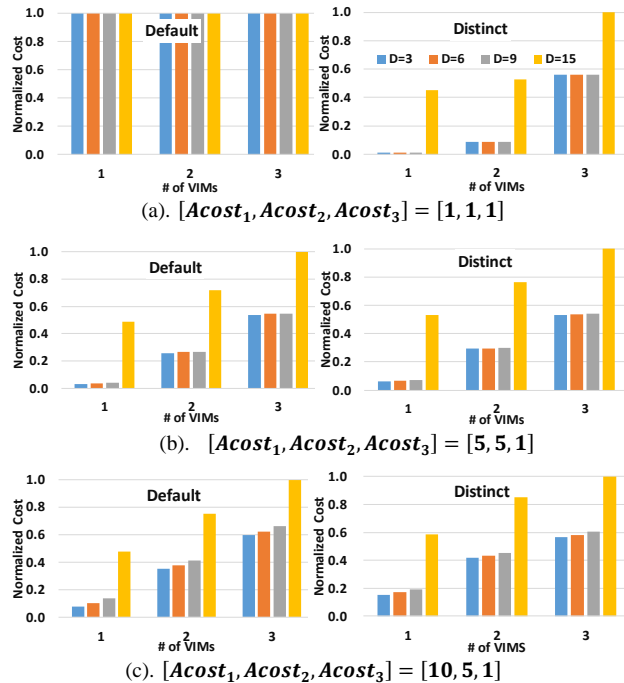 Normalized Cost
1.0
0.8
0.6
0.4
0.2
0.0
Default
1 2 3
# of VIMs
Normalized Cost
1.0
0.8
0.6
0.4
0.2
0.0
Distinct
D=3 D=6 D=9 D=15
1 2 3
# of VIMs
(a). [Acost₁, Acost₂, Acost₃] = [1, 1, 1]
Normalized Cost
1.0
0.8
0.6
0.4
0.2
0.0
Default
1 2 3
# of VIMs
Normalized Cost
1.0
0.8
0.6
0.4
0.2
0.0
Distinct
1 2 3
# of VIMs
(b). [Acost₁, Acost₂, Acost₃] = [5, 5, 1]
Normalized Cost
1.0
0.8
0.6
0.4
0.2
0.0
Default
1 2 3
# of VIMs
Normalized Cost
1.0
0.8
0.6
0.4
0.2
0.0
Distinct
1 2 3
# of VIMS
(c). [Acost₁, Acost₂, Acost₃] = [10, 5, 1]